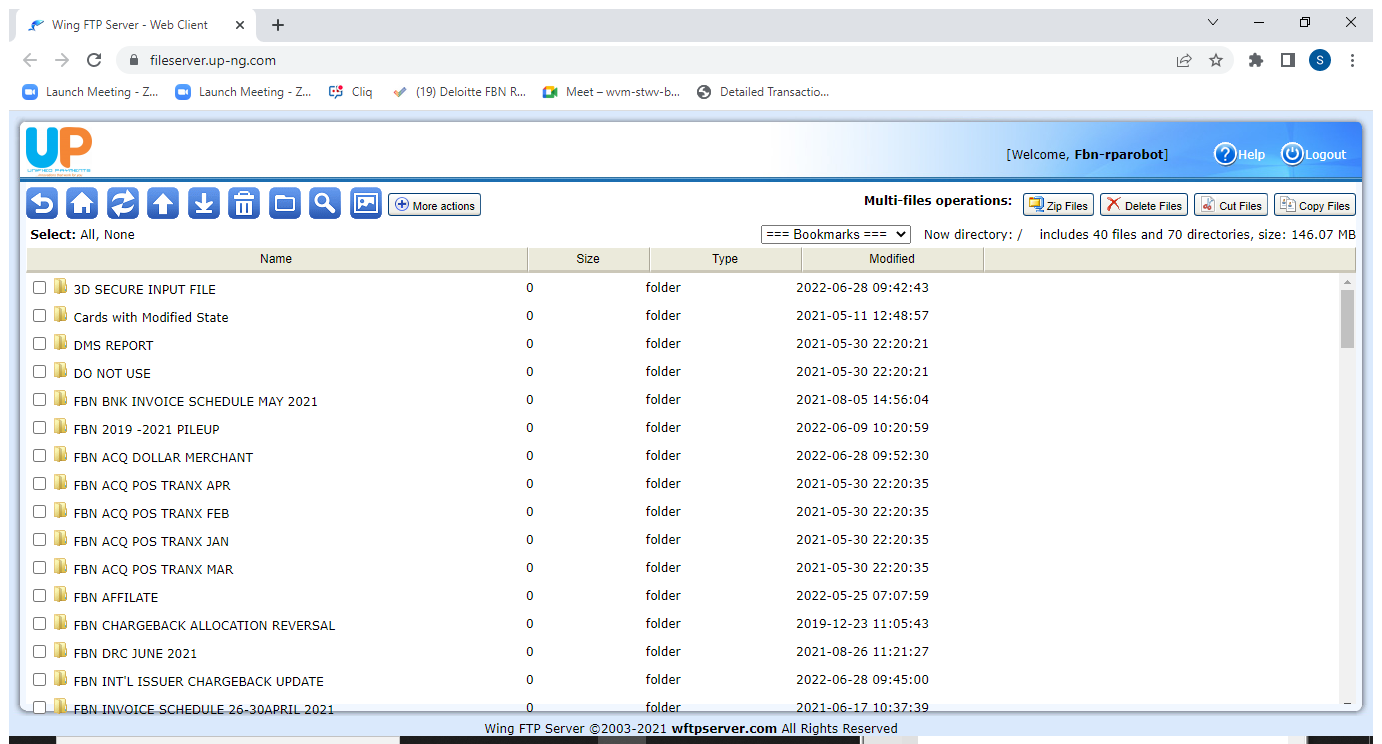 Wing FTP Server - Web Client
fileserver.up-ng.com
S
Launch Meeting - Z... Launch Meeting - Z... Cliq (19) Deloitte FBN R... Meet – wvm-stwv-b... Detailed Transactio...
UP
UNIFIED PAYMENTS
[Welcome, Fbn-rparobot] Help Logout
More actions Multi-files operations: Zip Files Delete Files Cut Files Copy Files
Select: All, None === Bookmarks === Now directory: / includes 40 files and 70 directories, size: 146.07 MB
Name Size Type Modified
3D SECURE INPUT FILE 0 folder 2022-06-28 09:42:43
Cards with Modified State 0 folder 2021-05-11 12:48:57
DMS REPORT 0 folder 2021-05-30 22:20:21
DO NOT USE 0 folder 2021-05-30 22:20:21
FBN BNK INVOICE SCHEDULE MAY 2021 0 folder 2021-08-05 14:56:04
FBN 2019 -2021 PILEUP 0 folder 2022-06-09 10:20:59
FBN ACQ DOLLAR MERCHANT 0 folder 2022-06-28 09:52:30
FBN ACQ POS TRANX APR 0 folder 2021-05-30 22:20:35
FBN ACQ POS TRANX FEB 0 folder 2021-05-30 22:20:35
FBN ACQ POS TRANX JAN 0 folder 2021-05-30 22:20:35
FBN ACQ POS TRANX MAR 0 folder 2021-05-30 22:20:35
FBN AFFILATE 0 folder 2022-05-25 07:07:59
FBN CHARGEBACK ALLOCATION REVERSAL 0 folder 2019-12-23 11:05:43
FBN DRC JUNE 2021 0 folder 2021-08-26 11:21:27
FBN INT'L ISSUER CHARGEBACK UPDATE 0 folder 2022-06-28 09:45:00
FBN INVOICE SCHEDULE 26-30APRIL 2021 0 folder 2021-06-17 10:37:39
Wing FTP Server ©2003-2021 wftpserver.com All Rights Reserved